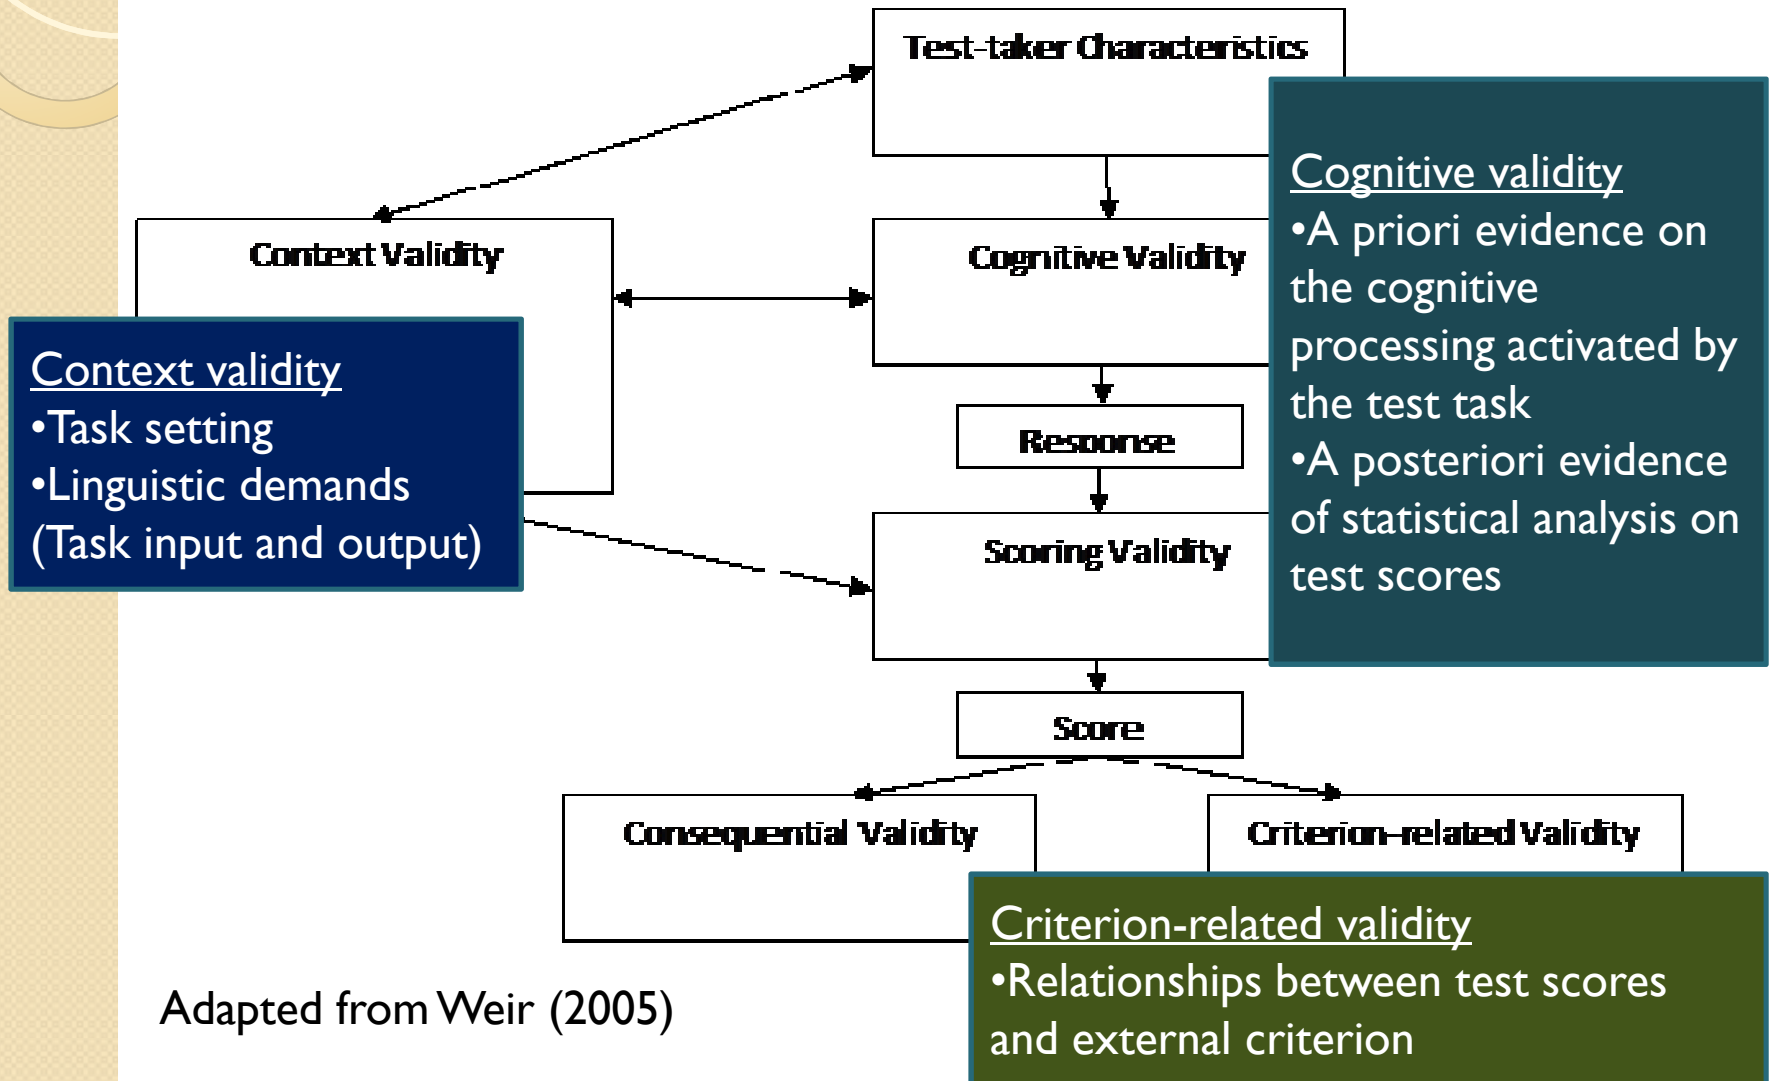 Test-taker Characteristics
Context Validity
Cognitive Validity
Response
Scoring Validity
Score
Consequential Validity
Criterion-related Validity
Context validity
•Task setting
•Linguistic demands
(Task input and output)
Cognitive validity
•A priori evidence on
the cognitive
processing activated by
the test task
•A posteriori evidence
of statistical analysis on
test scores
Criterion-related validity
•Relationships between test scores
and external criterion
Adapted from Weir (2005)